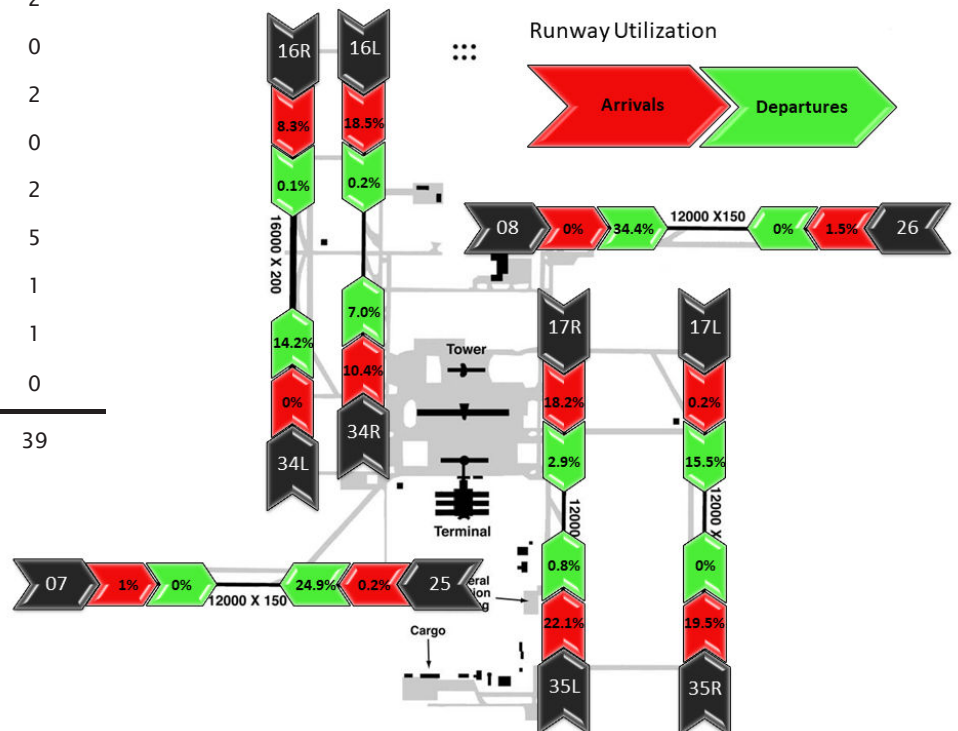 2
0
2
0
2
5
1
1
0
39
Runway Utilization
Arrivals
Departures
16R
16L
8.3%
18.5%
0.1%
0.2%
16000 X 200
14.2%
7.0%
0%
10.4%
34L
34R
08
0%
34.4%
12000 X150
0%
1.5%
26
Tower
Terminal
17R
17L
18.2%
0.2%
2.9%
15.5%
12000
12000 X
0.8%
0%
22.1%
19.5%
35L
35R
07
1%
0%
12000 X 150
24.9%
0.2%
25
Cargo